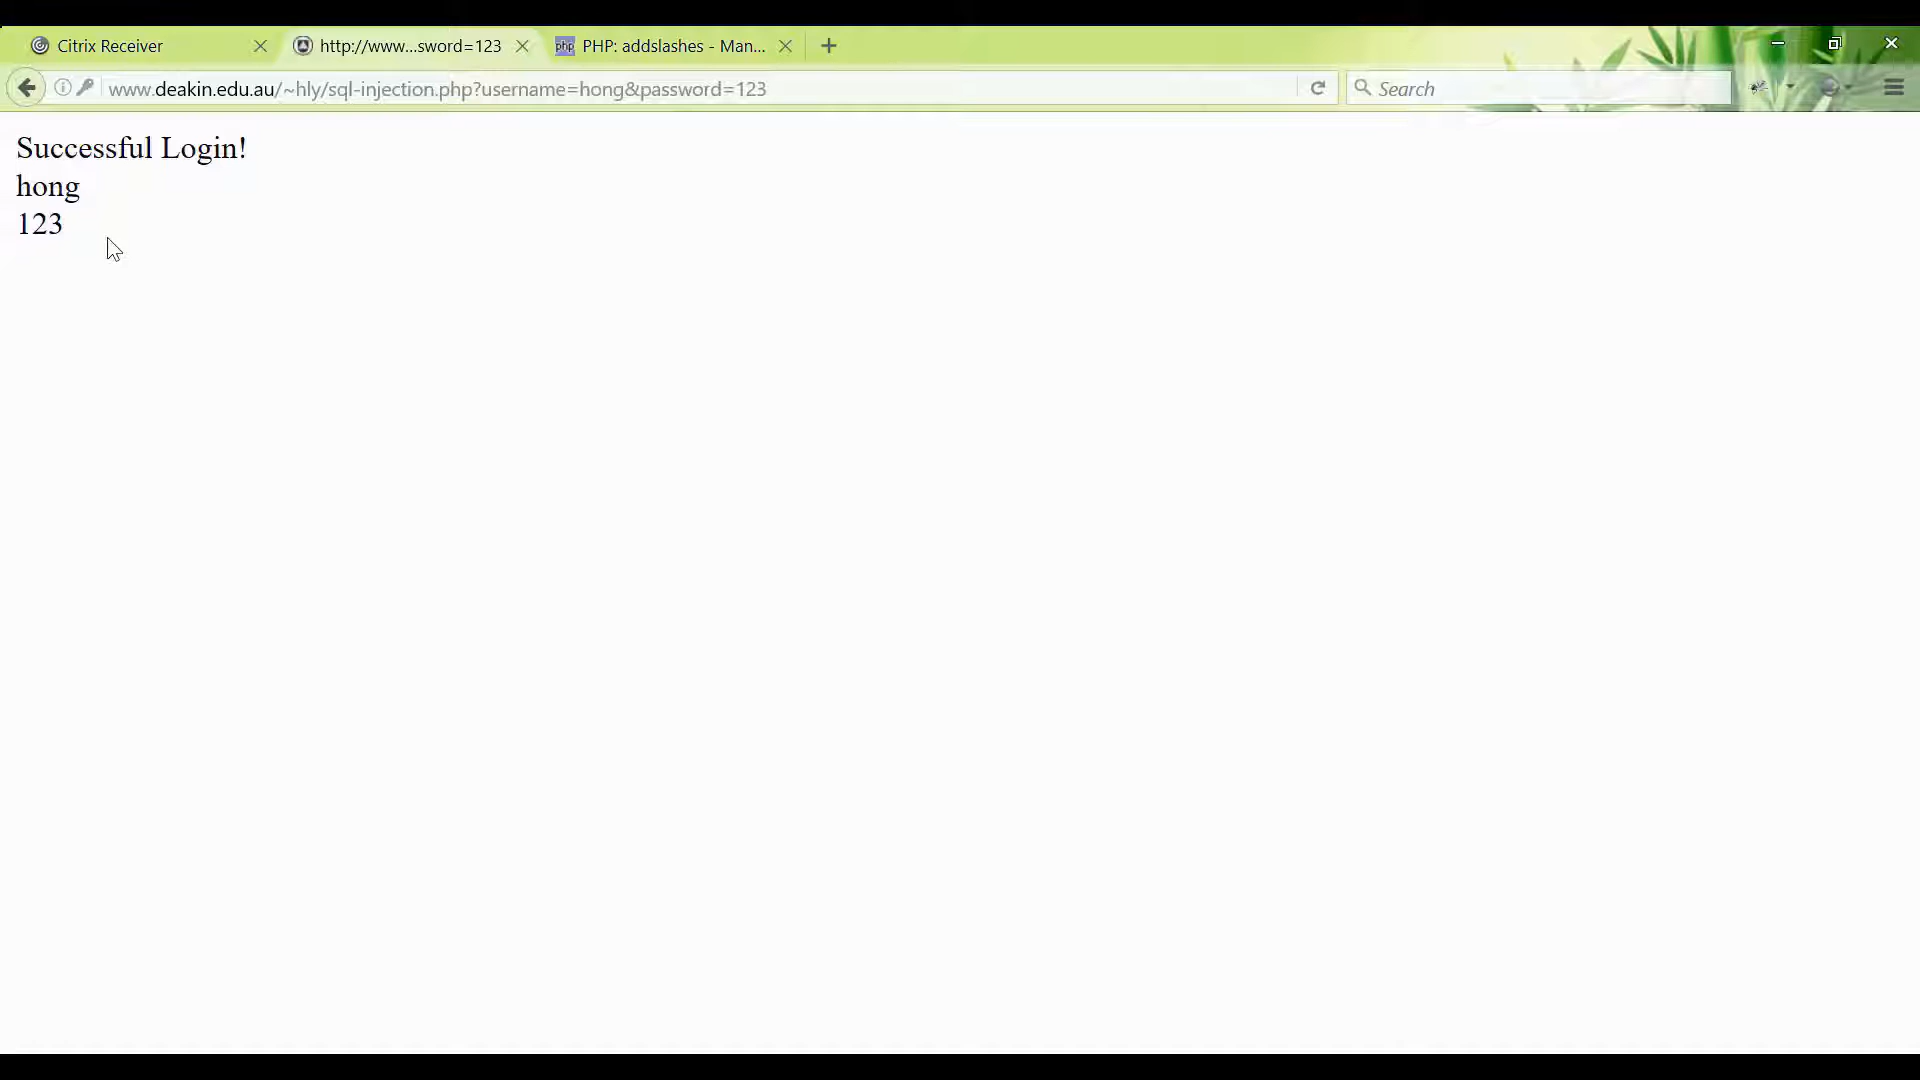 Citrix Receiver
http://www...sword=123
php PHP: addslashes - Man...
www.deakin.edu.au/~hly/sql-injection.php?username=hong&password=123
Search
Successful Login!
hong
123